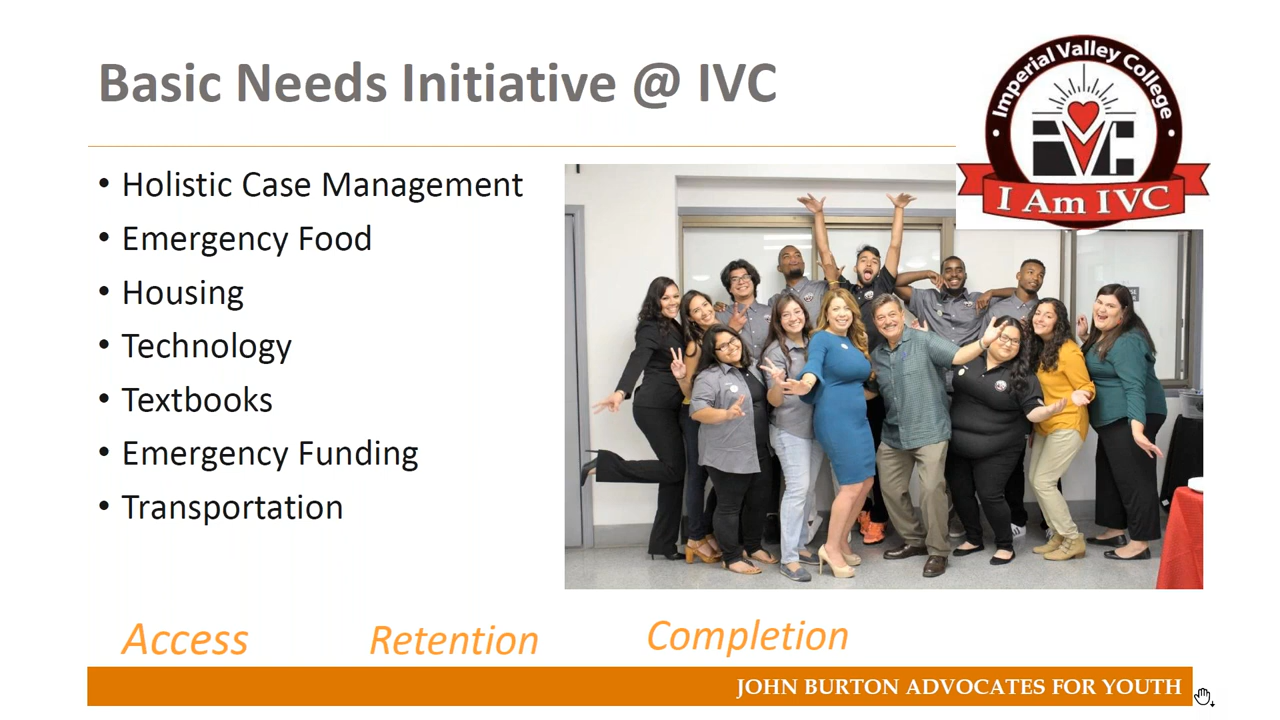 Basic Needs Initiative @ IVC
Imperial Valley College
IVC
I Am IVC
• Holistic Case Management
• Emergency Food
• Housing
• Technology
• Textbooks
• Emergency Funding
• Transportation
Access Retention Completion
JOHN BURTON ADVOCATES FOR YOUTH